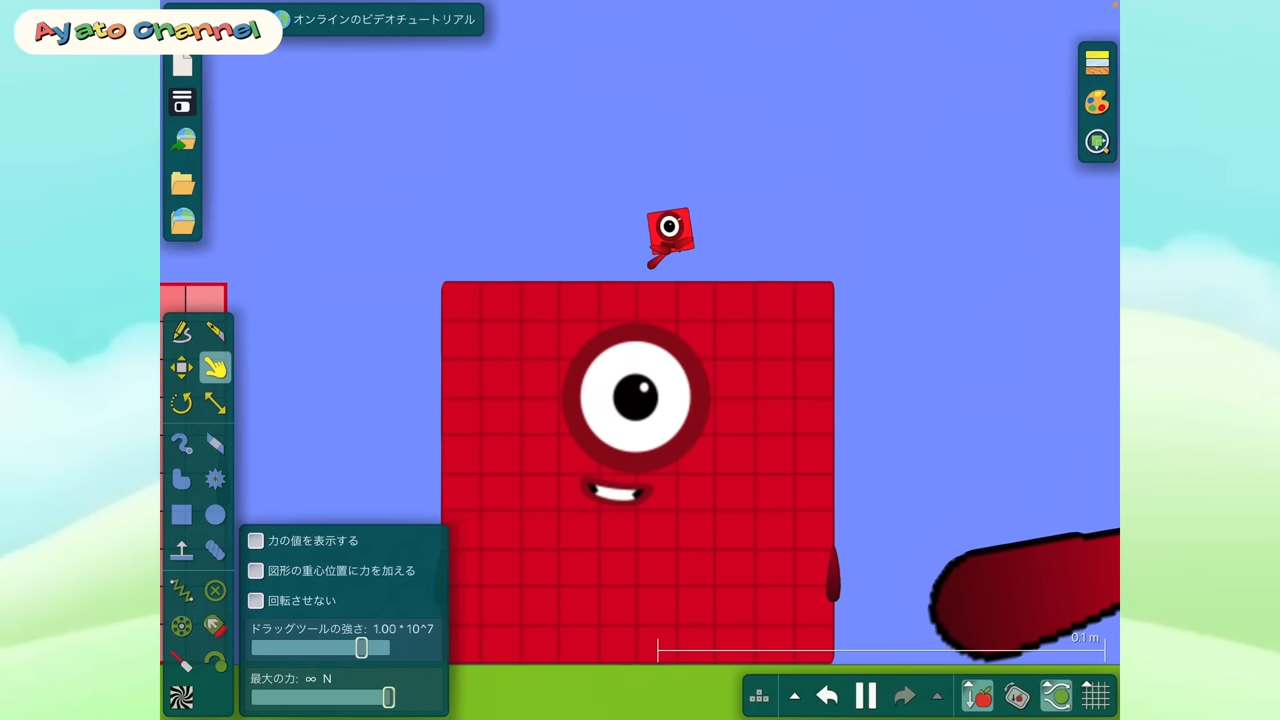 Ayato Channel
オンラインのビデオチュートリアル
力の値を表示する
図形の重心位置に力を加える
回転させない
ドラッグツールの強さ: 1.00 * 10^7
最大の力: ∞ N
0.1 m